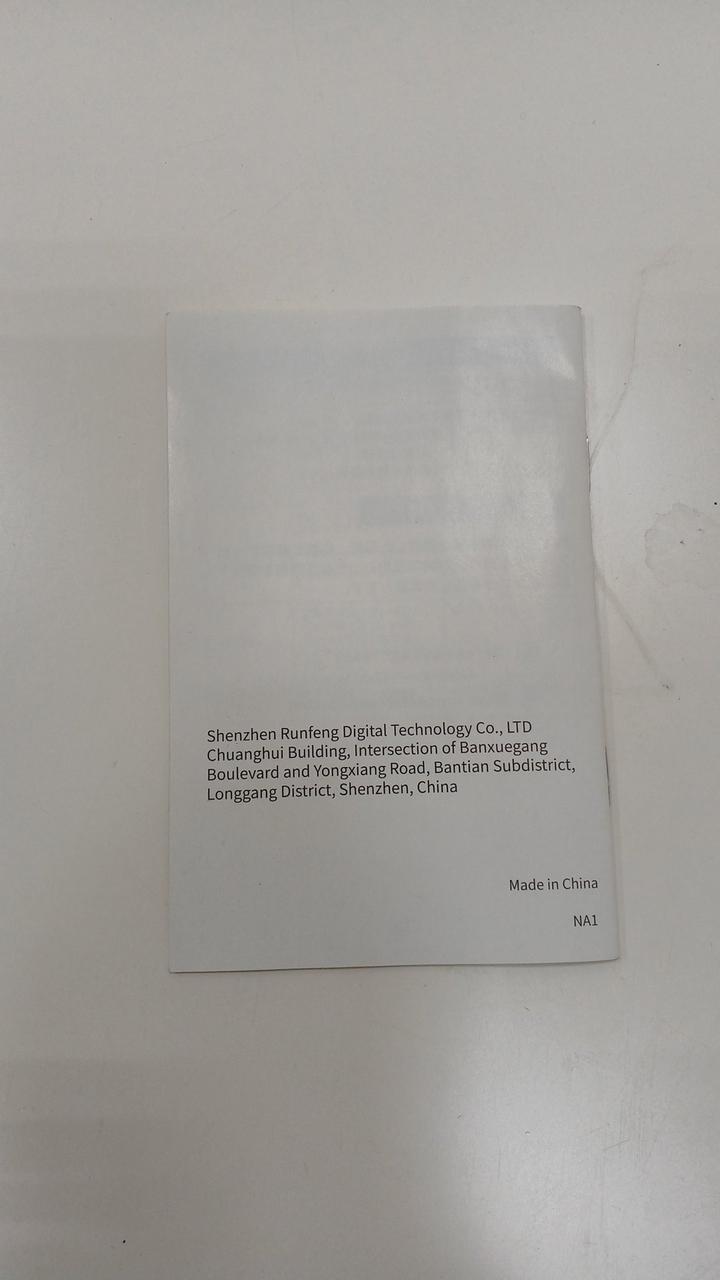 Shenzhen Runfeng Digital Technology Co., LTD
Chuanghui Building, Intersection of Banxuegang
Boulevard and Yongxiang Road, Bantian Subdistrict,
Longgang District, Shenzhen, China
Made in China
NA1